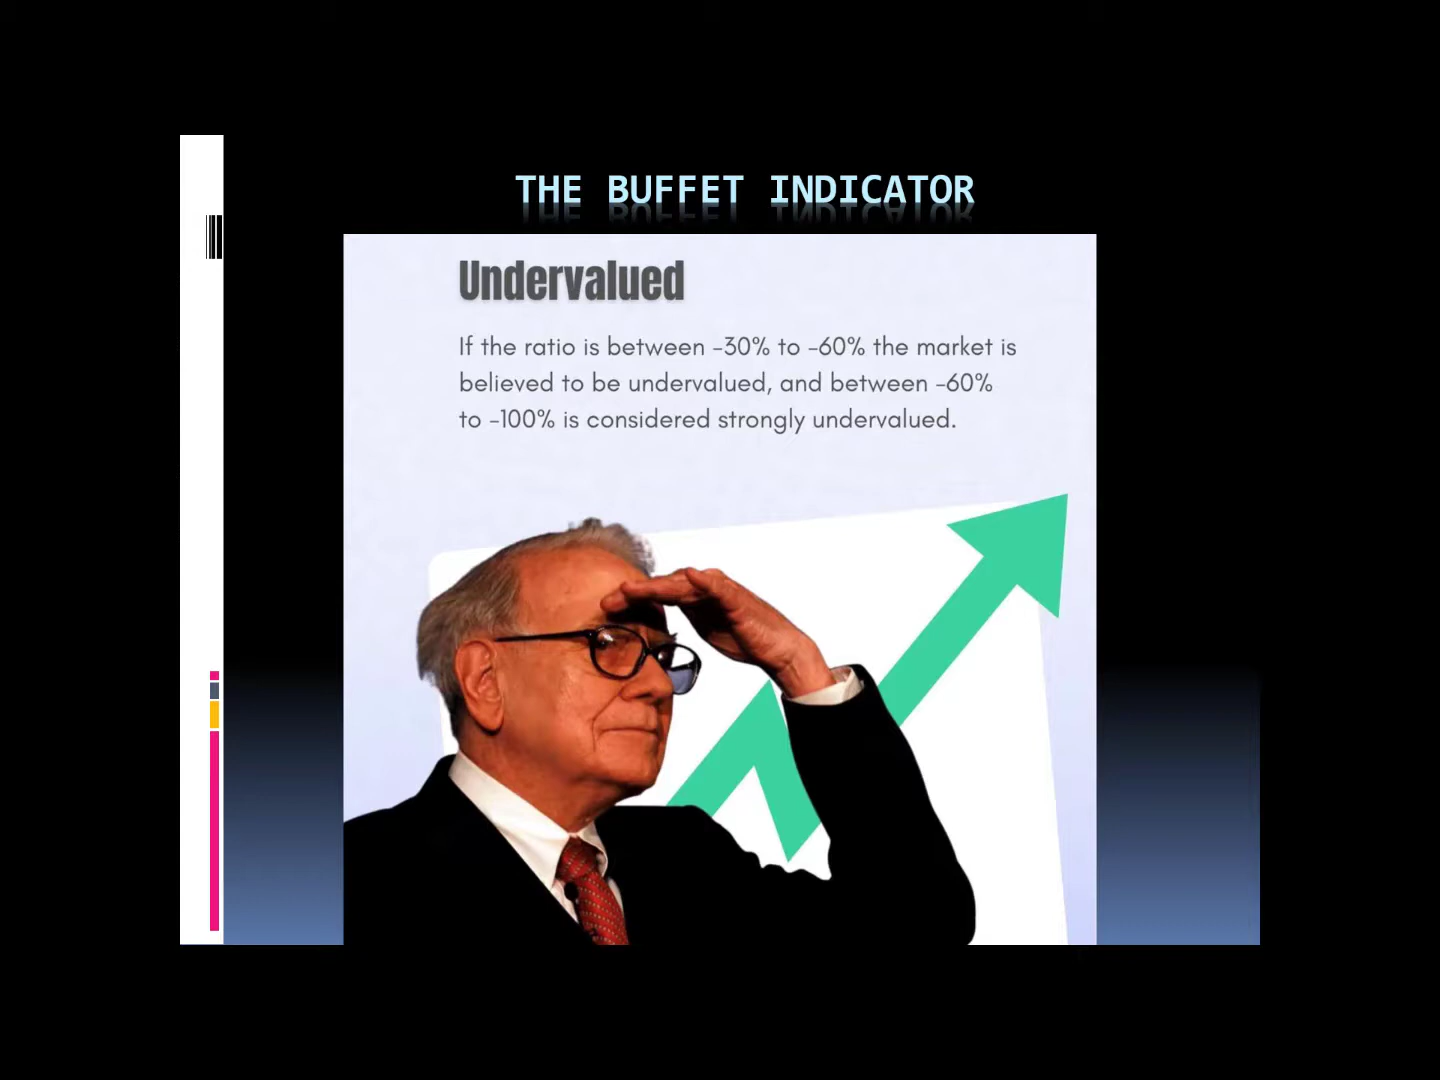 THE BUFFET INDICATOR
Undervalued
If the ratio is between -30% to -60% the market is
believed to be undervalued, and between -60%
to -100% is considered strongly undervalued.